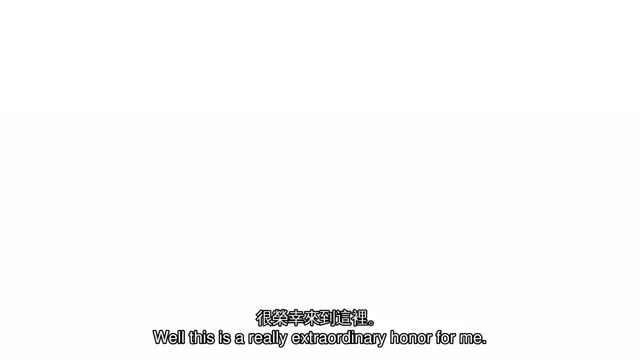 很榮幸來到這裡。
Well this is a really extraordinary honor for me.